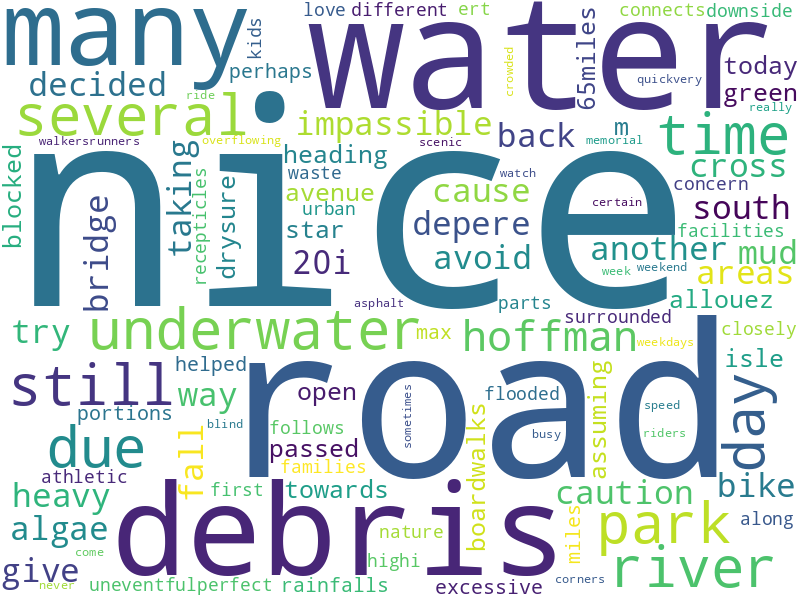 many
kids
love different ert
connects downside
water
decided
perhaps
65miles
crowded
quickvery
today
green
several
ride
really
impassible
back
m
time
walkersrunners
overflowing
scenic
memorial
nice
blocked
taking
recepticles
drysure
heading
waste
avenue
urban
star
cause
depere
watch
certain
cross
concern
south
facilities
bridge
20i
avoid
another
mud
week
weekend
areas
asphalt
parts
allouez
try
underwater
max
hoffman
surrounded
weekdays
closely
isle
helped
still
way
open
road
flooded
sometimes
speed
assuming
day
portions
blind
follows
busy
riders
due
fall
passed
families
boardwalks
athletic
heavy
first
towards
debris
caution
bike
algae
nature
miles
park
along
come
highi
give
never
uneventfulperfect
rainfalls
excessive
corners
river